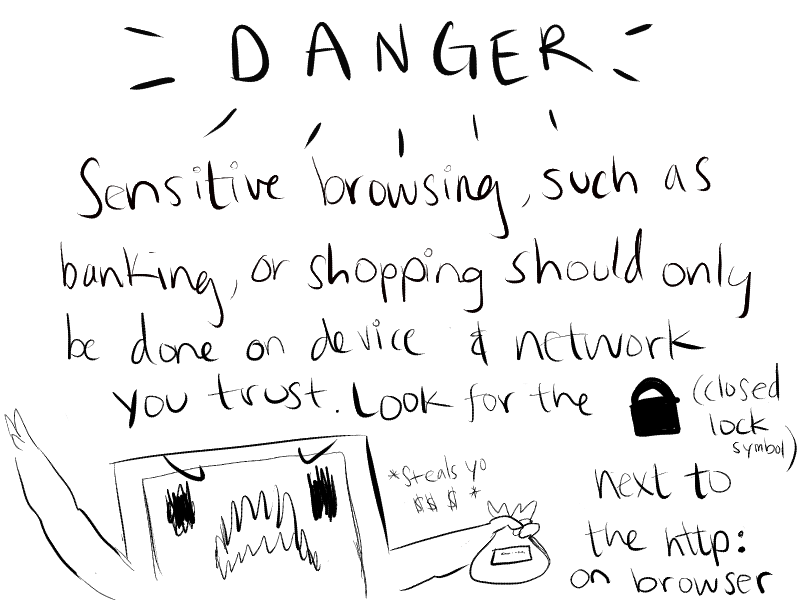 DANGER
Sensitive browsing, such as
banking, or shopping should only
be done on device & network
you trust. Look for the
(closed
lock
symbol)
next to
the http:
on browser
*steals yo
$$ $ *